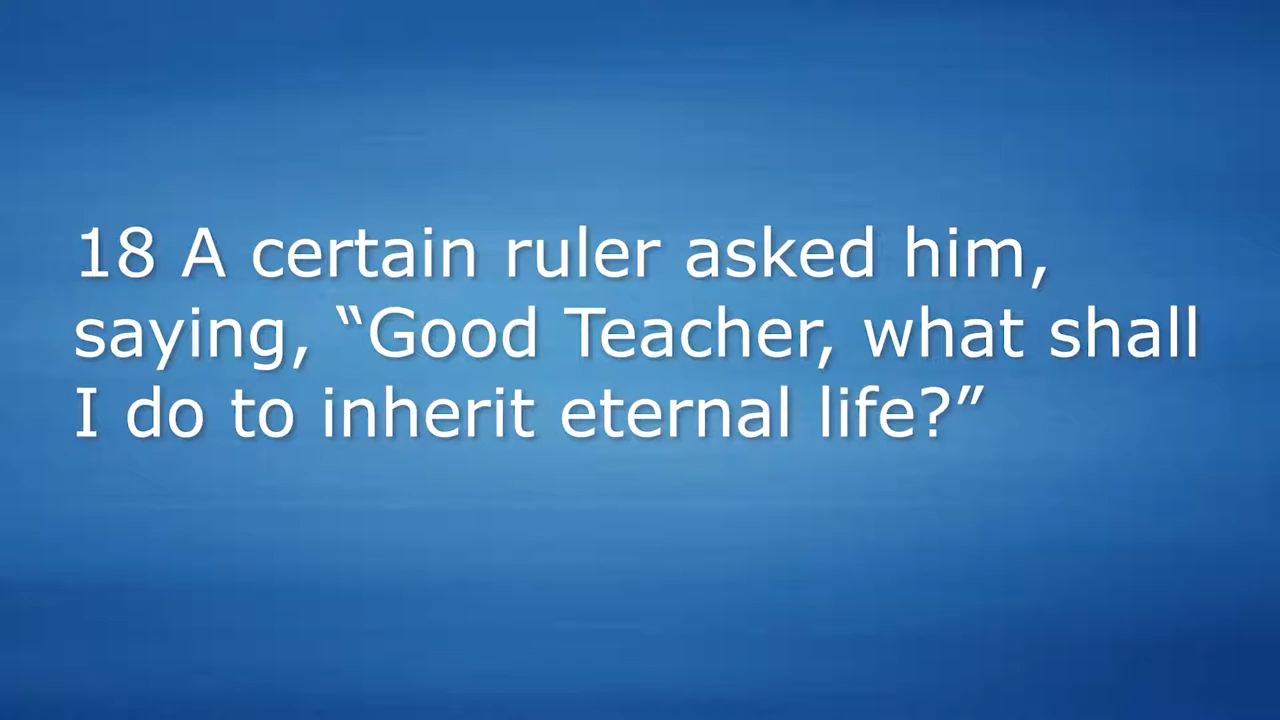 18 A certain ruler asked him,
saying, “Good Teacher, what shall
I do to inherit eternal life?”